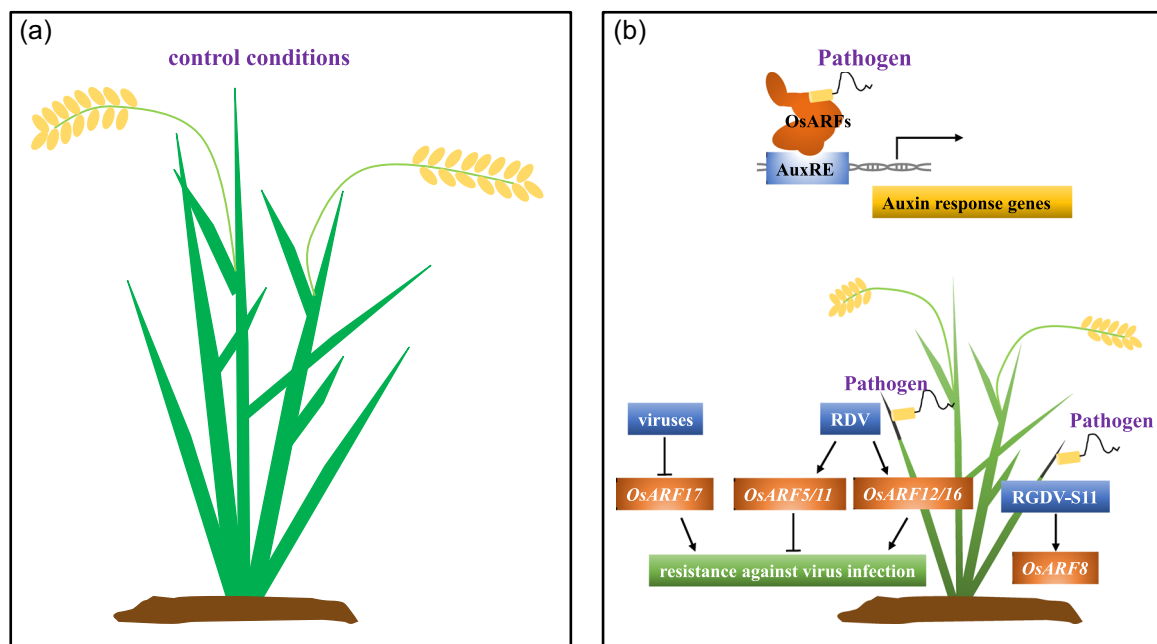 (a)
control conditions
(b)
Pathogen
OsARFs
AuxRE
Auxin response genes
Pathogen
Pathogen
viruses
RDV
OsARF17
OsARF5/11
OsARF12/16
RGDV-S11
resistance against virus infection
OsARF8